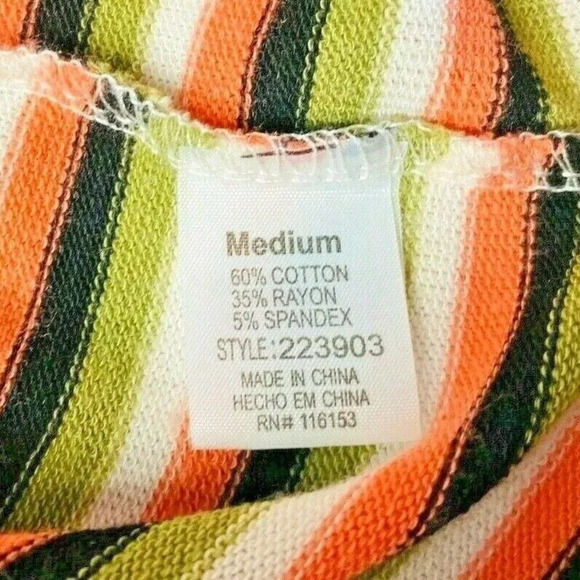 Medium
60% COTTON
35% RAYON
5% SPANDEX
STYLE:223903
MADE IN CHINA
HECHO EM CHINA
RN# 116153